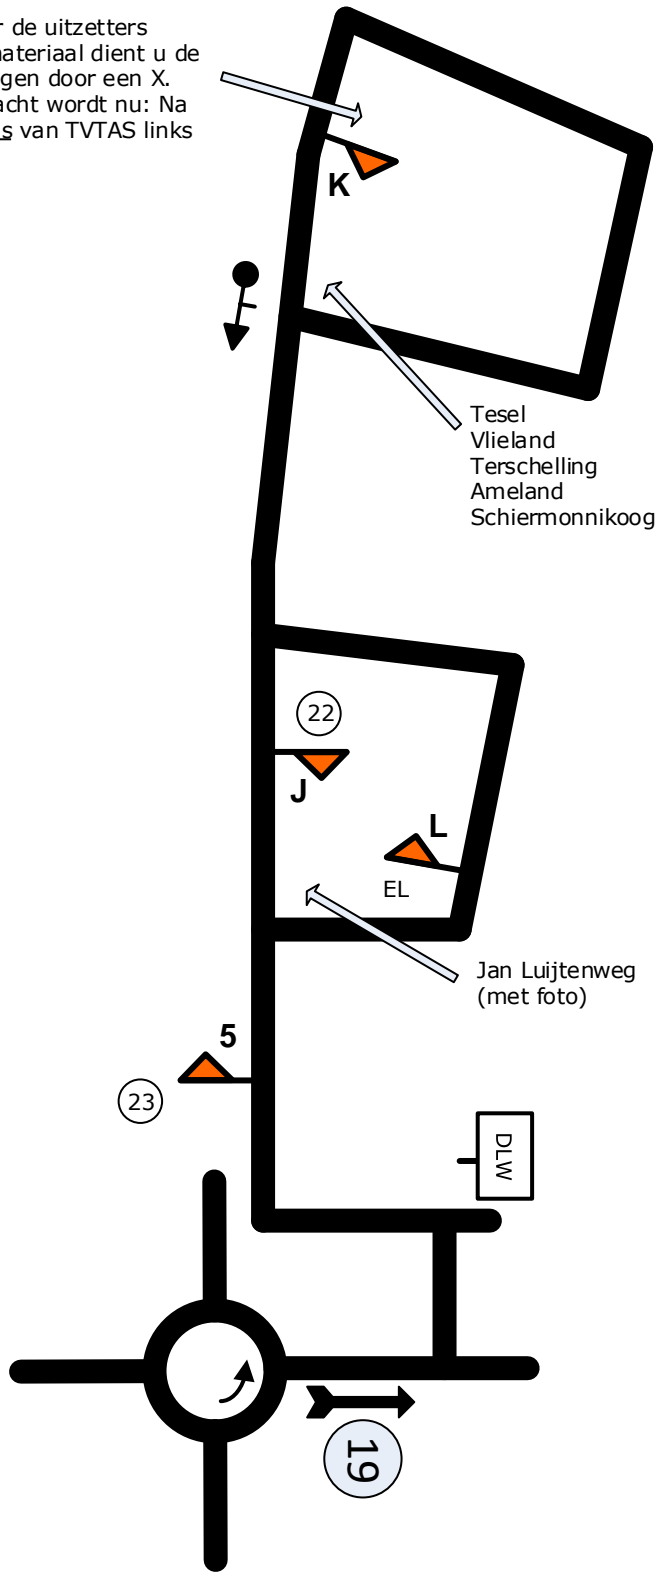 r de uitzetters
materiaal dient u de
gen door een X.
acht wordt nu: Na
s van TVTAS links
K
Tesel
Vlieland
Terschelling
Ameland
Schiermonnikoog
22
J
L
EL
Jan Luijtenweg
(met foto)
5
23
DLW
19